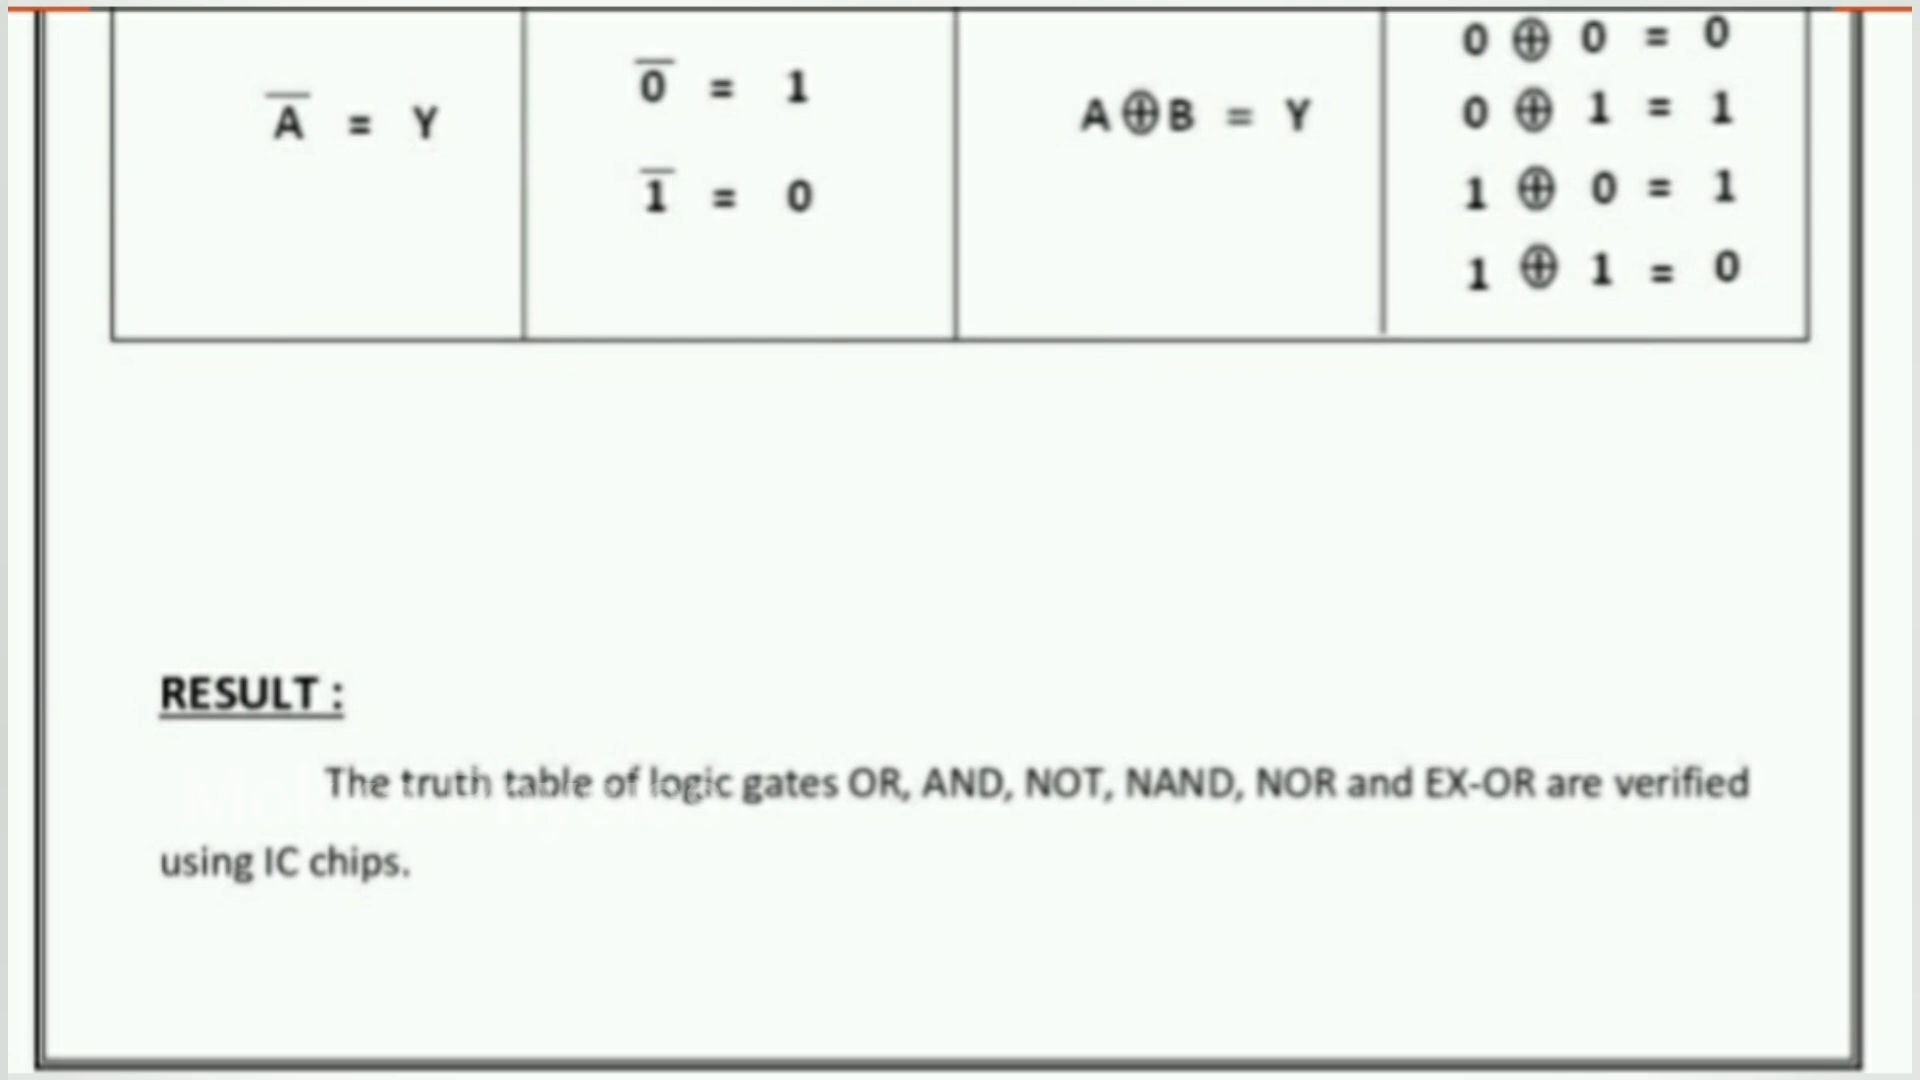 A̅ = Y
0̅ = 1
1̅ = 0
A ⊕ B = Y
0 ⊕ 0 = 0
0 ⊕ 1 = 1
1 ⊕ 0 = 1
1 ⊕ 1 = 0
RESULT :
The truth table of logic gates OR, AND, NOT, NAND, NOR and EX-OR are verified
using IC chips.